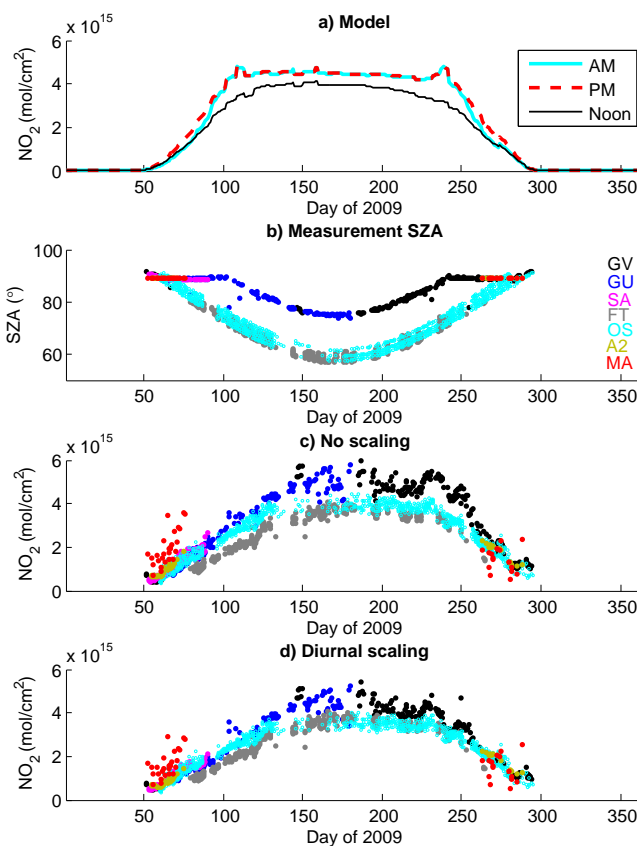 a) Model
x 10^15
6
4
2
0
NO₂ (mol/cm²)
AM
PM
Noon
50 100 150 200 250 300 350
Day of 2009
b) Measurement SZA
100
80
60
SZA (°)
GV
GU
SA
FT
OS
A2
MA
50 100 150 200 250 300 350
Day of 2009
c) No scaling
x 10^15
6
4
2
0
NO₂ (mol/cm²)
50 100 150 200 250 300 350
Day of 2009
d) Diurnal scaling
x 10^15
6
4
2
0
NO₂ (mol/cm²)
50 100 150 200 250 300 350
Day of 2009